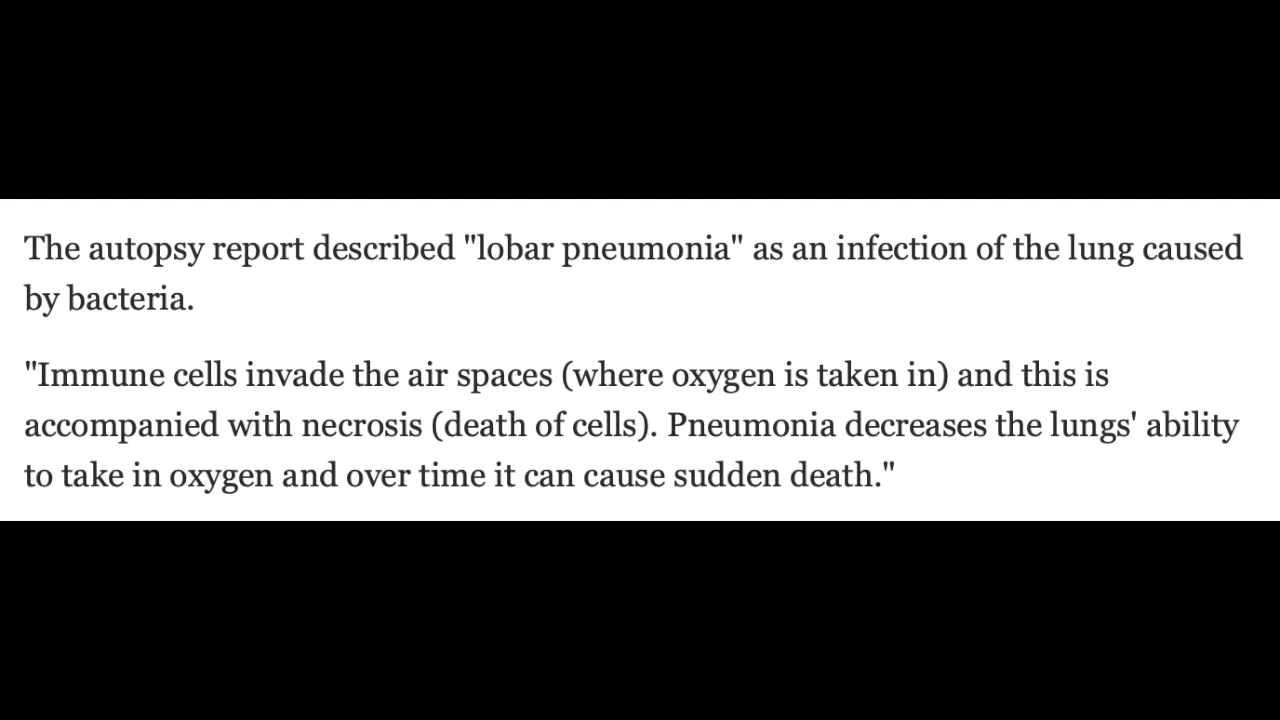 The autopsy report described "lobar pneumonia" as an infection of the lung caused
by bacteria.
"Immune cells invade the air spaces (where oxygen is taken in) and this is
accompanied with necrosis (death of cells). Pneumonia decreases the lungs' ability
to take in oxygen and over time it can cause sudden death."